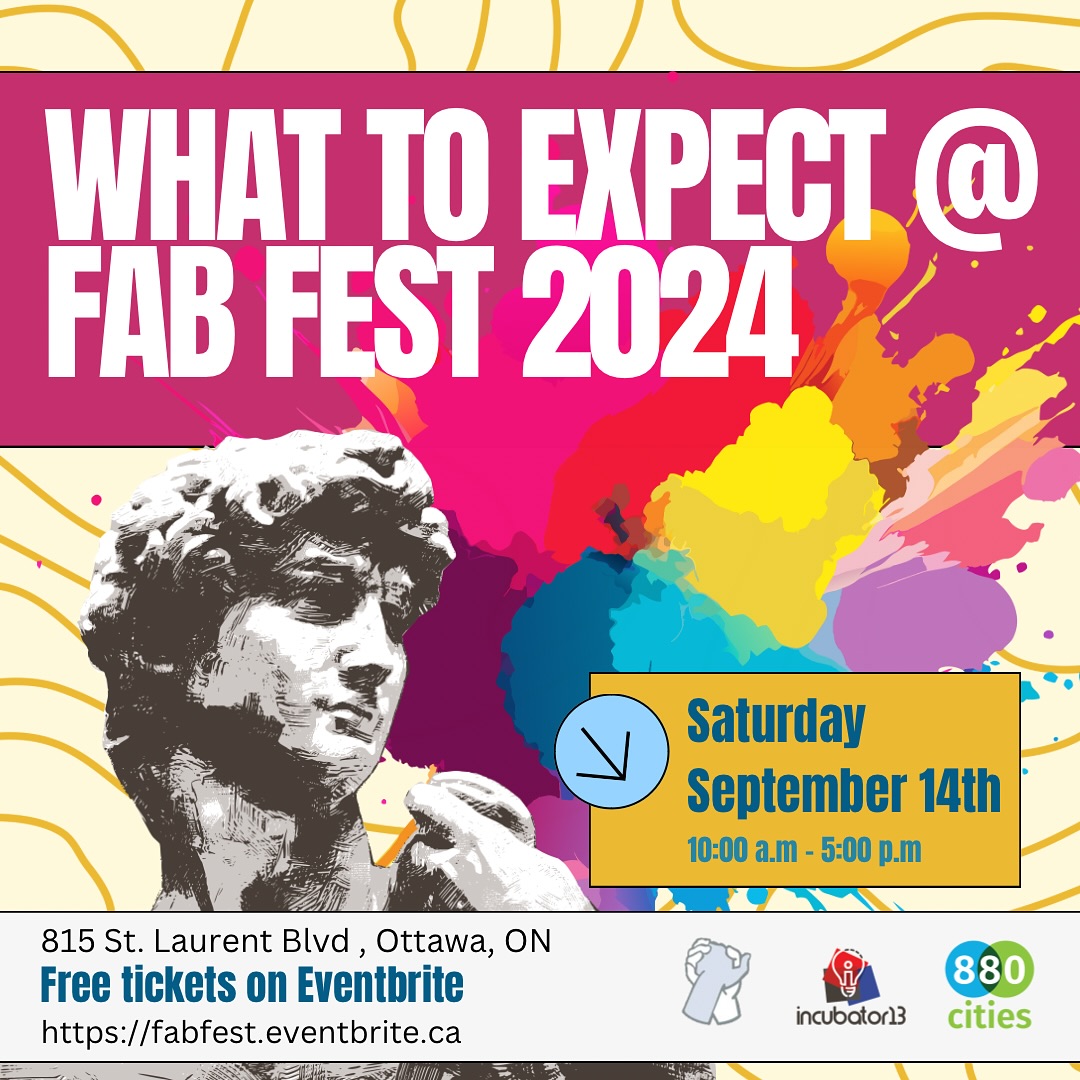 WHAT TO EXPECT @
FAB FEST 2024
Saturday
September 14th
10:00 a.m - 5:00 p.m
815 St. Laurent Blvd , Ottawa, ON
Free tickets on Eventbrite
https://fabfest.eventbrite.ca
incubator13
880
cities